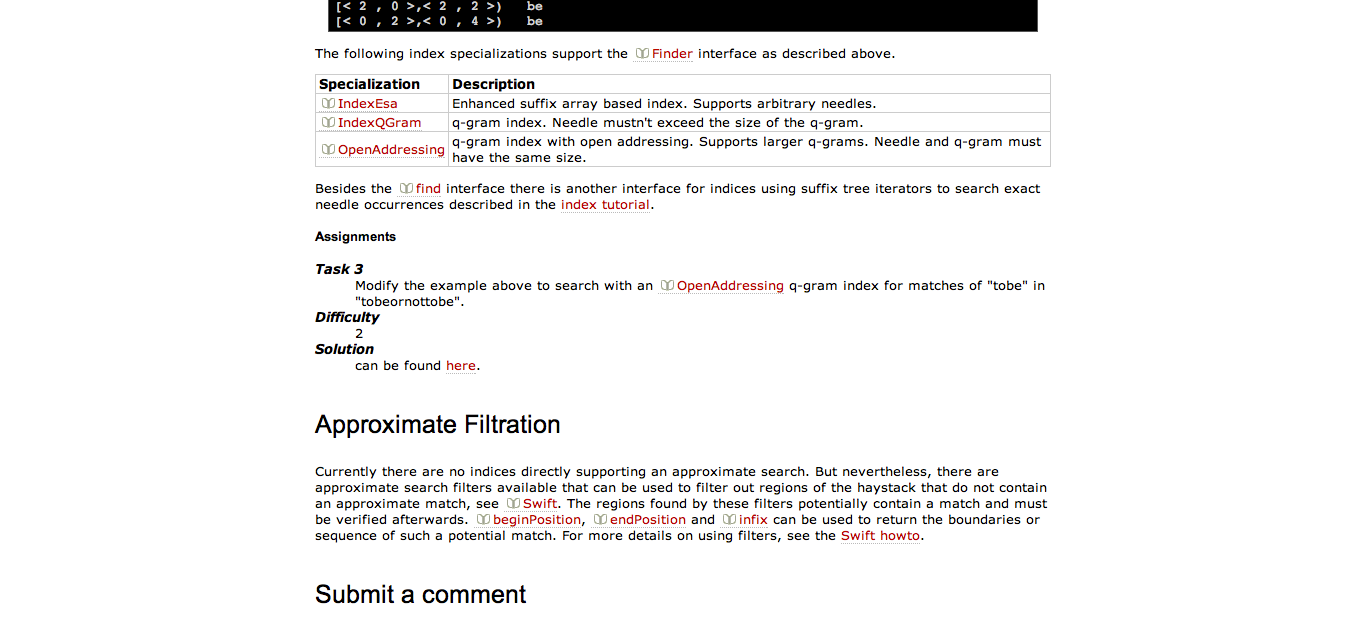 [< 2 , 0 >,< 2 , 2 >)   be
[< 0 , 2 >,< 0 , 4 >)   be
The following index specializations support the Finder interface as described above.
Specialization Description
IndexEsa Enhanced suffix array based index. Supports arbitrary needles.
IndexQGram q-gram index. Needle mustn't exceed the size of the q-gram.
OpenAddressing q-gram index with open addressing. Supports larger q-grams. Needle and q-gram must
have the same size.
Besides the find interface there is another interface for indices using suffix tree iterators to search exact
needle occurrences described in the index tutorial.
Assignments
Task 3
Modify the example above to search with an OpenAddressing q-gram index for matches of "tobe" in
"tobeornottobe".
Difficulty
2
Solution
can be found here.
Approximate Filtration
Currently there are no indices directly supporting an approximate search. But nevertheless, there are
approximate search filters available that can be used to filter out regions of the haystack that do not contain
an approximate match, see Swift. The regions found by these filters potentially contain a match and must
be verified afterwards. beginPosition, endPosition and infix can be used to return the boundaries or
sequence of such a potential match. For more details on using filters, see the Swift howto.
Submit a comment